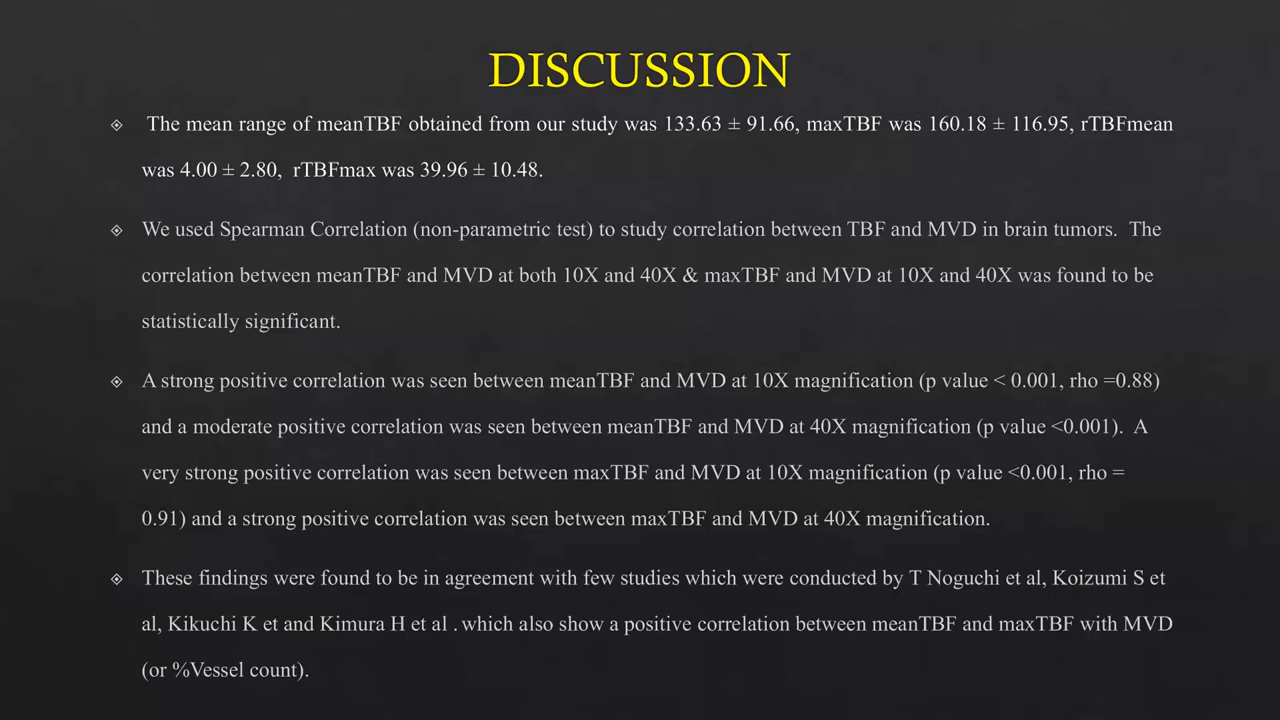 DISCUSSION
The mean range of meanTBF obtained from our study was 133.63 ± 91.66, maxTBF was 160.18 ± 116.95, rTBFmean
was 4.00 ± 2.80, rTBFmax was 39.96 ± 10.48.
We used Spearman Correlation (non-parametric test) to study correlation between TBF and MVD in brain tumors. The
correlation between meanTBF and MVD at both 10X and 40X & maxTBF and MVD at 10X and 40X was found to be
statistically significant.
A strong positive correlation was seen between meanTBF and MVD at 10X magnification (p value < 0.001, rho =0.88)
and a moderate positive correlation was seen between meanTBF and MVD at 40X magnification (p value <0.001). A
very strong positive correlation was seen between maxTBF and MVD at 10X magnification (p value <0.001, rho =
0.91) and a strong positive correlation was seen between maxTBF and MVD at 40X magnification.
These findings were found to be in agreement with few studies which were conducted by T Noguchi et al, Koizumi S et
al, Kikuchi K et and Kimura H et al . which also show a positive correlation between meanTBF and maxTBF with MVD
(or %Vessel count).